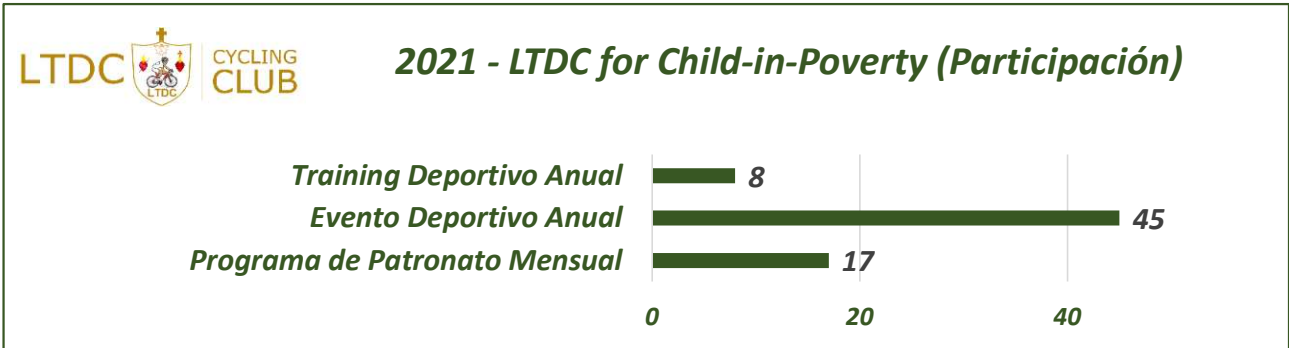 LTDC
LTDC
CYCLING
CLUB
2021 - LTDC for Child-in-Poverty (Participación)
Training Deportivo Anual 8
Evento Deportivo Anual 45
Programa de Patronato Mensual 17
0 20 40